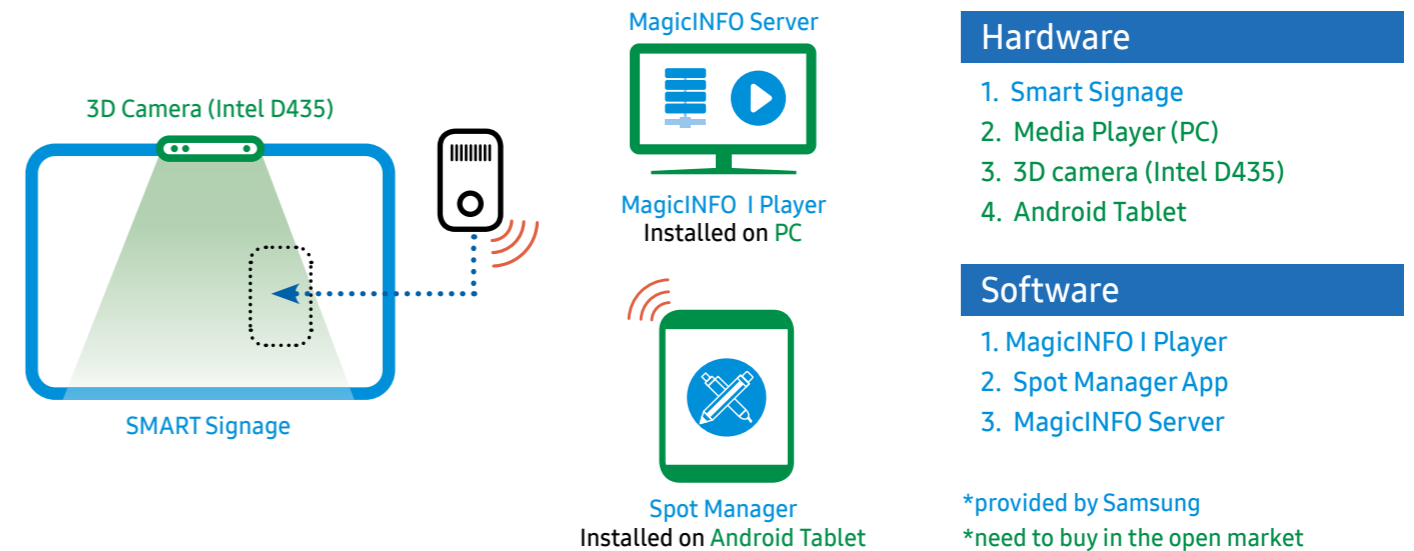 3D Camera (Intel D435)
SMART Signage
MagicINFO Server
MagicINFO I Player
Installed on PC
Spot Manager
Installed on Android Tablet
Hardware
1. Smart Signage
2. Media Player (PC)
3. 3D camera (Intel D435)
4. Android Tablet
Software
1. MagicINFO I Player
2. Spot Manager App
3. MagicINFO Server
*provided by Samsung
*need to buy in the open market